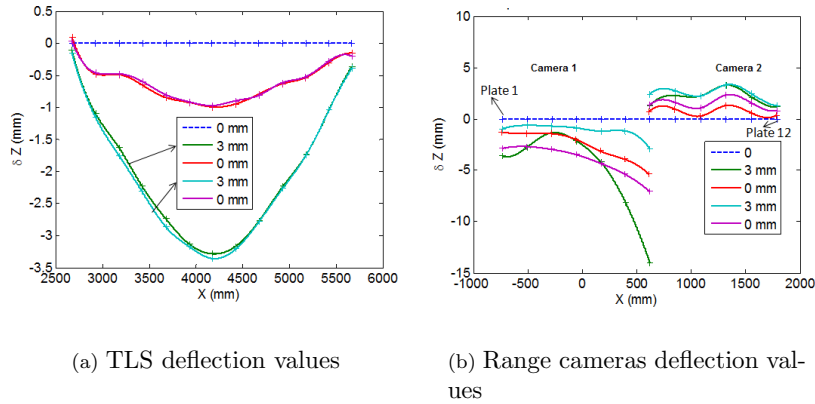 0.5
0
-0.5
-1
-1.5
-2
-2.5
-3
-3.5
δ Z (mm)
0 mm
3 mm
0 mm
3 mm
0 mm
2500 3000 3500 4000 4500 5000 5500 6000
X (mm)
(a) TLS deflection values
10
5
0
-5
-10
-15
δ Z (mm)
Camera 1
Camera 2
Plate 1
Plate 12
0
3 mm
0 mm
3 mm
0 mm
-1000 -500 0 500 1000 1500 2000
X (mm)
(b) Range cameras deflection val-
ues